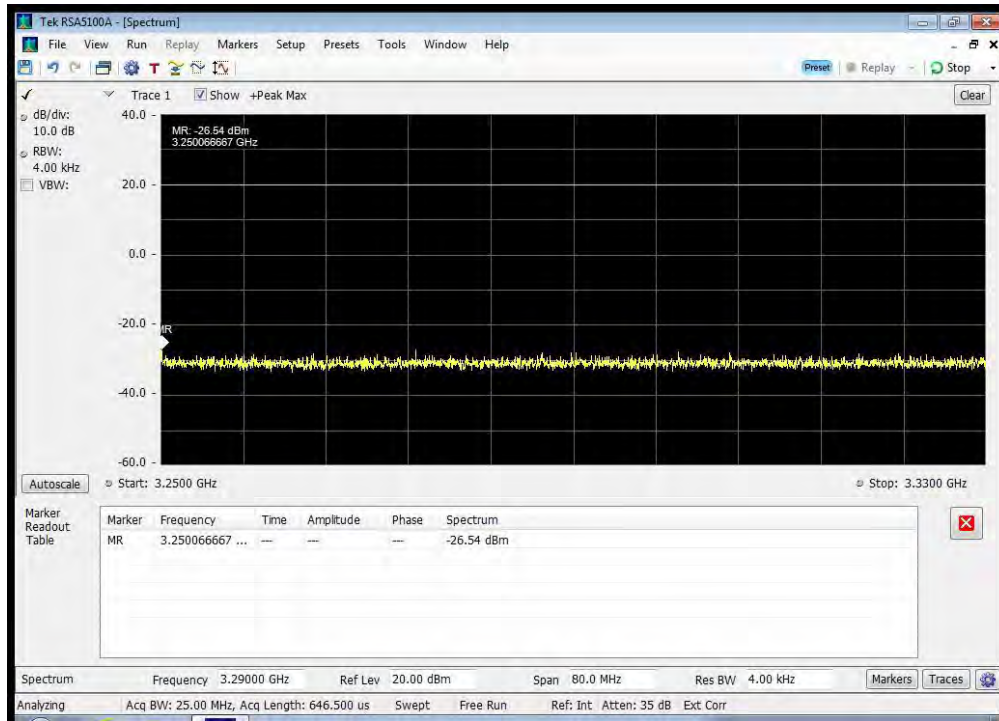 Tek RSA5100A - [Spectrum]
File View Run Replay Markers Setup Presets Tools Window Help
T Preset Replay Stop
Trace 1 Show +Peak Max Clear
dB/div:
10.0 dB
RBW:
4.00 kHz
VBW:
40.0
20.0
0.0
-20.0
-40.0
-60.0
MR: -26.54 dBm
3.250066667 GHz
MR
Autoscale Start: 3.2500 GHz Stop: 3.3300 GHz
Marker
Readout
Table
Marker Frequency Time Amplitude Phase Spectrum
MR 3.250066667 ... --- --- --- -26.54 dBm
Spectrum Frequency 3.29000 GHz Ref Lev 20.00 dBm Span 80.0 MHz Res BW 4.00 kHz Markers Traces
Analyzing Acq BW: 25.00 MHz, Acq Length: 646.500 us Swept Free Run Ref: Int Atten: 35 dB Ext Corr